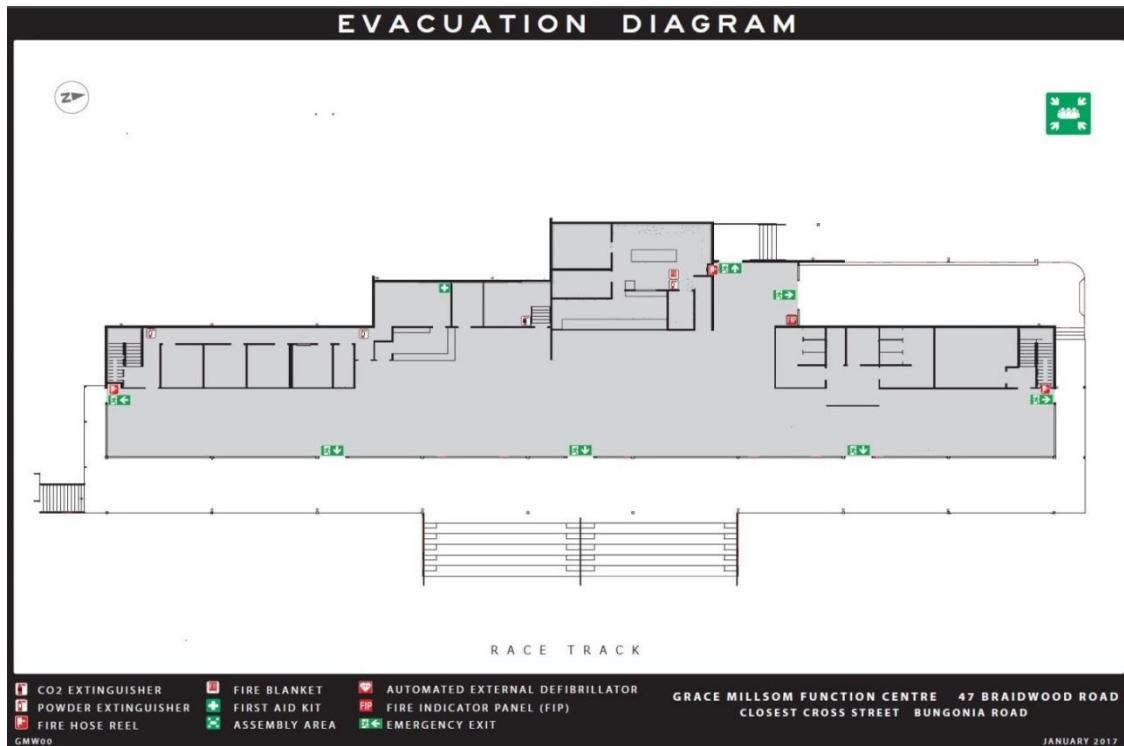 EVACUATION DIAGRAM
Z
FIP
RACE TRACK
CO2 EXTINGUISHER
POWDER EXTINGUISHER
FIRE HOSE REEL
FIRE BLANKET
FIRST AID KIT
ASSEMBLY AREA
AUTOMATED EXTERNAL DEFIBRILLATOR
FIP FIRE INDICATOR PANEL (FIP)
EMERGENCY EXIT
GRACE MILLSOM FUNCTION CENTRE 47 BRAIDWOOD ROAD
CLOSEST CROSS STREET BUNGONIA ROAD
GMW00
JANUARY 2017